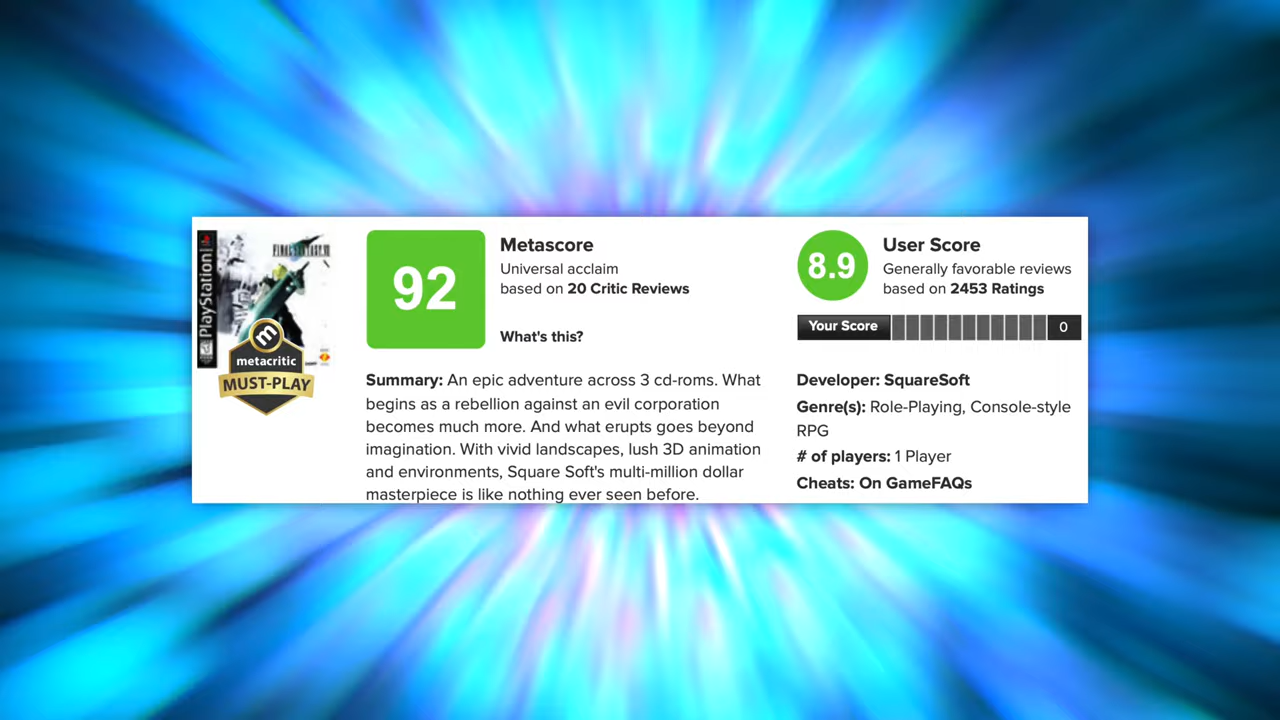 PlayStation
FINAL FANTASY VII
metacritic
MUST-PLAY
92
Metascore
Universal acclaim
based on 20 Critic Reviews
What's this?
Summary: An epic adventure across 3 cd-roms. What
begins as a rebellion against an evil corporation
becomes much more. And what erupts goes beyond
imagination. With vivid landscapes, lush 3D animation
and environments, Square Soft's multi-million dollar
masterpiece is like nothing ever seen before.
8.9
User Score
Generally favorable reviews
based on 2453 Ratings
Your Score
0
Developer: SquareSoft
Genre(s): Role-Playing, Console-style
RPG
# of players: 1 Player
Cheats: On GameFAQs